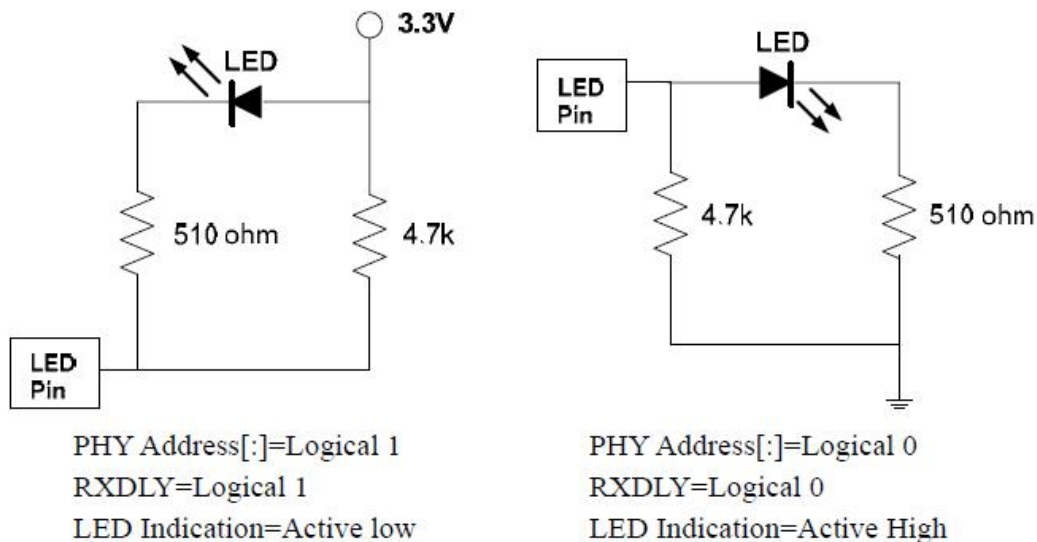 3.3V
LED
510 ohm
4.7k
LED
Pin
PHY Address[:]=Logical 1
RXDLY=Logical 1
LED Indication=Active low
LED
LED
Pin
4.7k
510 ohm
PHY Address[:]=Logical 0
RXDLY=Logical 0
LED Indication=Active High